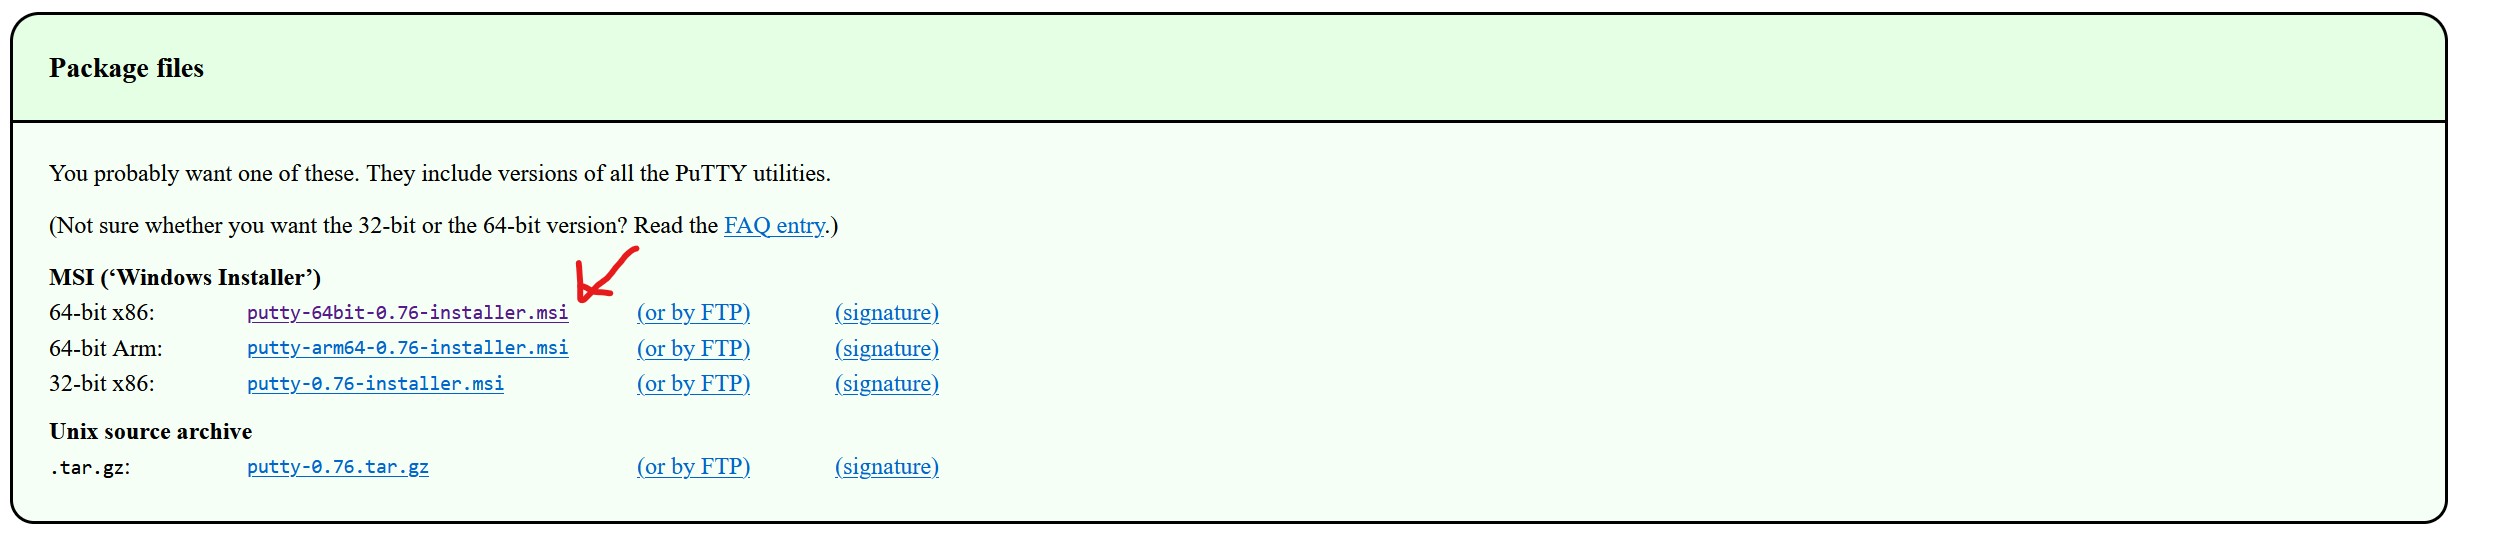 Package files
You probably want one of these. They include versions of all the PuTTY utilities.
(Not sure whether you want the 32-bit or the 64-bit version? Read the FAQ entry.)
MSI (‘Windows Installer’)
64-bit x86: putty-64bit-0.76-installer.msi (or by FTP) (signature)
64-bit Arm: putty-arm64-0.76-installer.msi (or by FTP) (signature)
32-bit x86: putty-0.76-installer.msi (or by FTP) (signature)
Unix source archive
.tar.gz: putty-0.76.tar.gz (or by FTP) (signature)